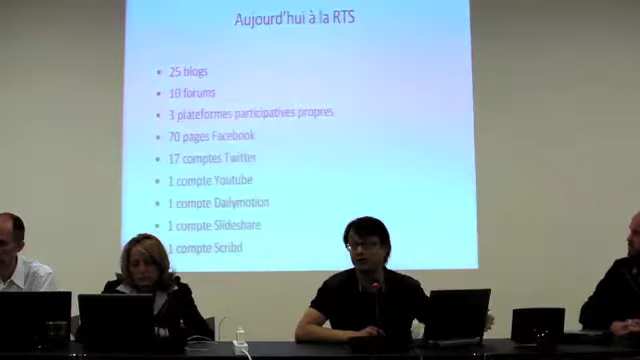 Aujourd'hui à la RTS
• 25 blogs
• 10 forums
• 3 plateformes participatives propres
• 70 pages Facebook
• 17 comptes Twitter
• 1 compte Youtube
• 1 compte Dailymotion
• 1 compte Slideshare
• 1 compte Scribd